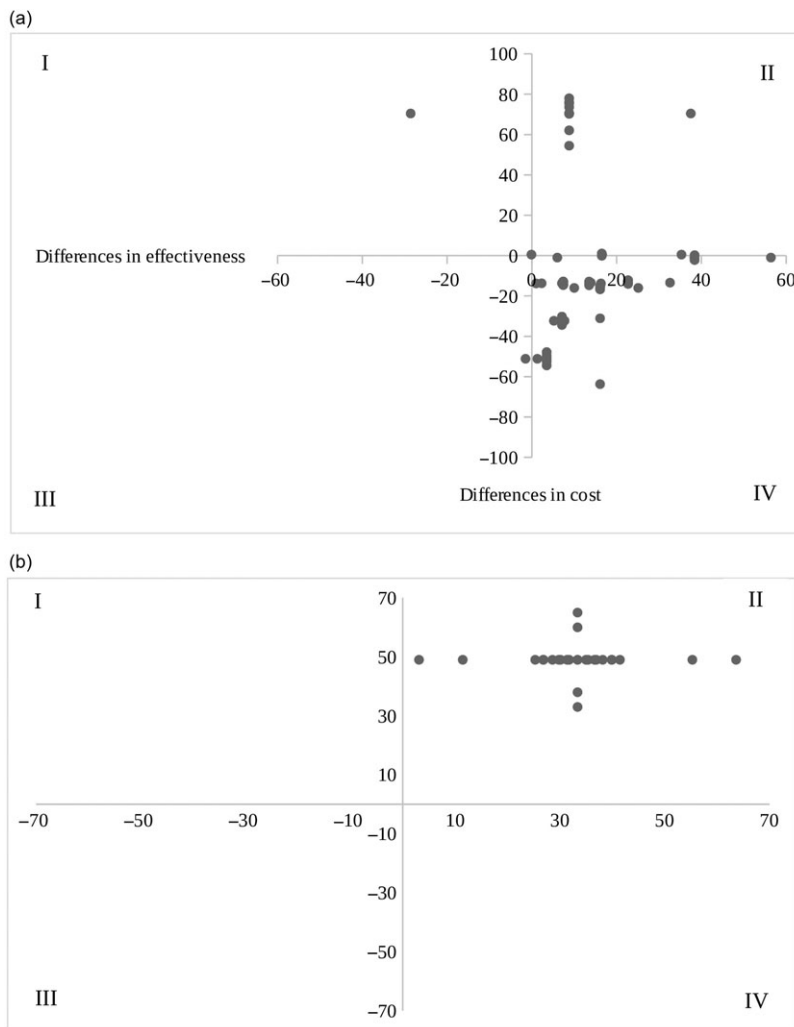 (a)
I
II
100
80
60
40
20
0
−20
−40
−60
−80
−100
Differences in effectiveness
−60 −40 −20 0 20 40 60
Differences in cost
III
IV
(b)
I
II
70
50
30
10
−10
−30
−50
−70
−70 −50 −30 −10 10 30 50 70
III
IV